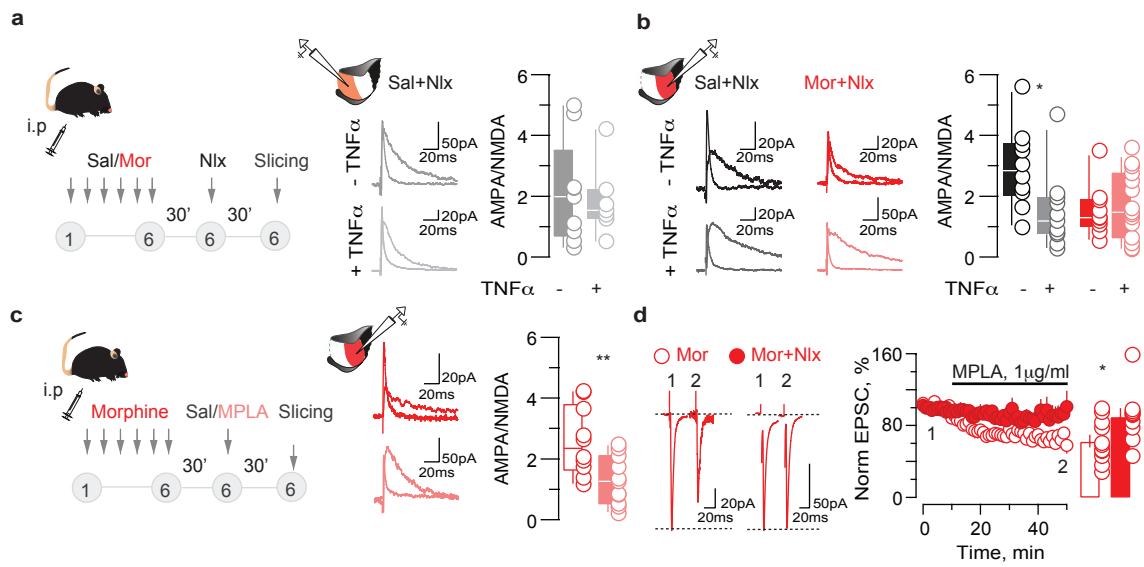 a
i.p
Sal/Mor
Nlx
Slicing
30'
30'
1
6
6
6
Sal+Nlx
- TNFα
+ TNFα
50pA
20ms
20pA
20ms
AMPA/NMDA
6
4
2
0
TNFα - +
b
Sal+Nlx
Mor+Nlx
- TNFα
+ TNFα
20pA
20ms
20pA
20ms
20pA
20ms
50pA
20ms
AMPA/NMDA
6
4
2
0
*
TNFα - + - +
c
i.p
Morphine
Sal/MPLA
Slicing
30'
30'
1
6
6
6
20pA
20ms
50pA
20ms
AMPA/NMDA
6
4
2
0
**
d
Mor
Mor+Nlx
1 2
1 2
20pA
20ms
50pA
20ms
Norm EPSC, %
160
80
0
MPLA, 1μg/ml
*
1
2
0 20 40
Time, min